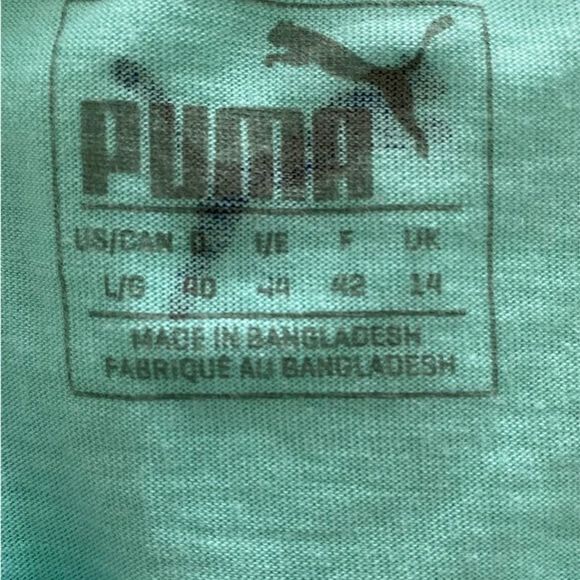 PUMA
US/CAN D I/E F UK
L/G 40 44 42 14
MADE IN BANGLADESH
FABRIQUÉ AU BANGLADESH